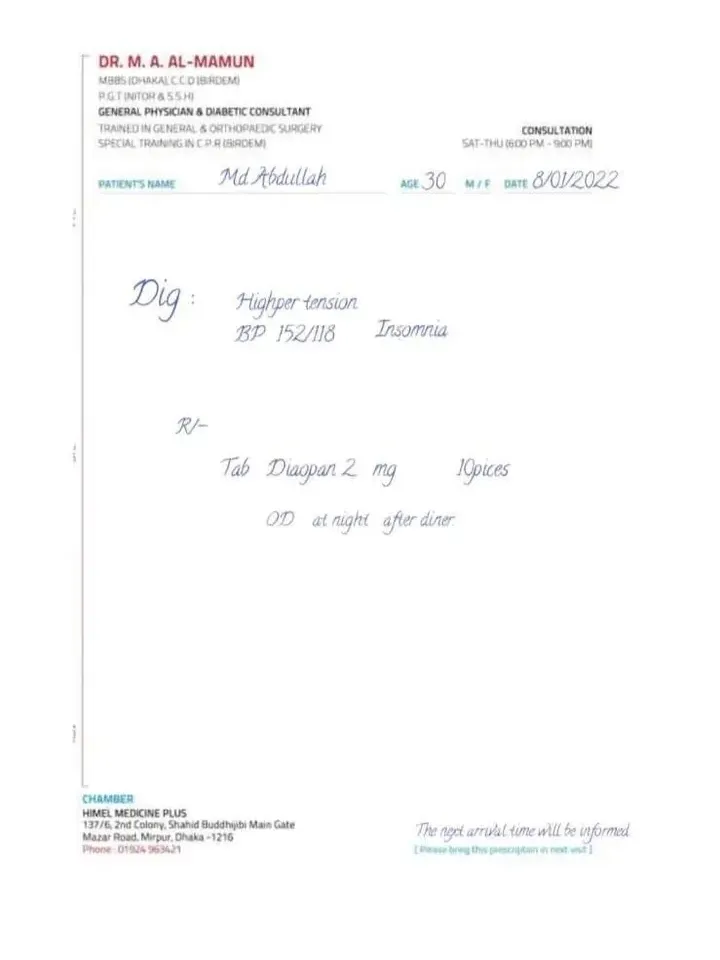 DR. M. A. AL-MAMUN
MBBS (DHAKA), C.C.D (BIRDEM)
P.G.T (NITOR & S.S.H)
GENERAL PHYSICIAN & DIABETIC CONSULTANT
TRAINED IN GENERAL & ORTHOPAEDIC SURGERY
SPECIAL TRAINING IN C.P.R (BIRDEM)
CONSULTATION
SAT-THU (6:00 PM - 9:00 PM)
PATIENT'S NAME Md Abdullah AGE 30 M / F DATE 8/01/2022
Dig : Highper tension
BP 152/118 Insomnia
R/-
Tab Diaopan 2 mg 10pices
OD at night after diner.
CHAMBER
HIMEL MEDICINE PLUS
137/6, 2nd Colony, Shahid Buddhijibi Main Gate
Mazar Road, Mirpur, Dhaka -1216
Phone : 01924 963421
The next arrival time will be informed
[ Please bring this prescriptain in next visit ]